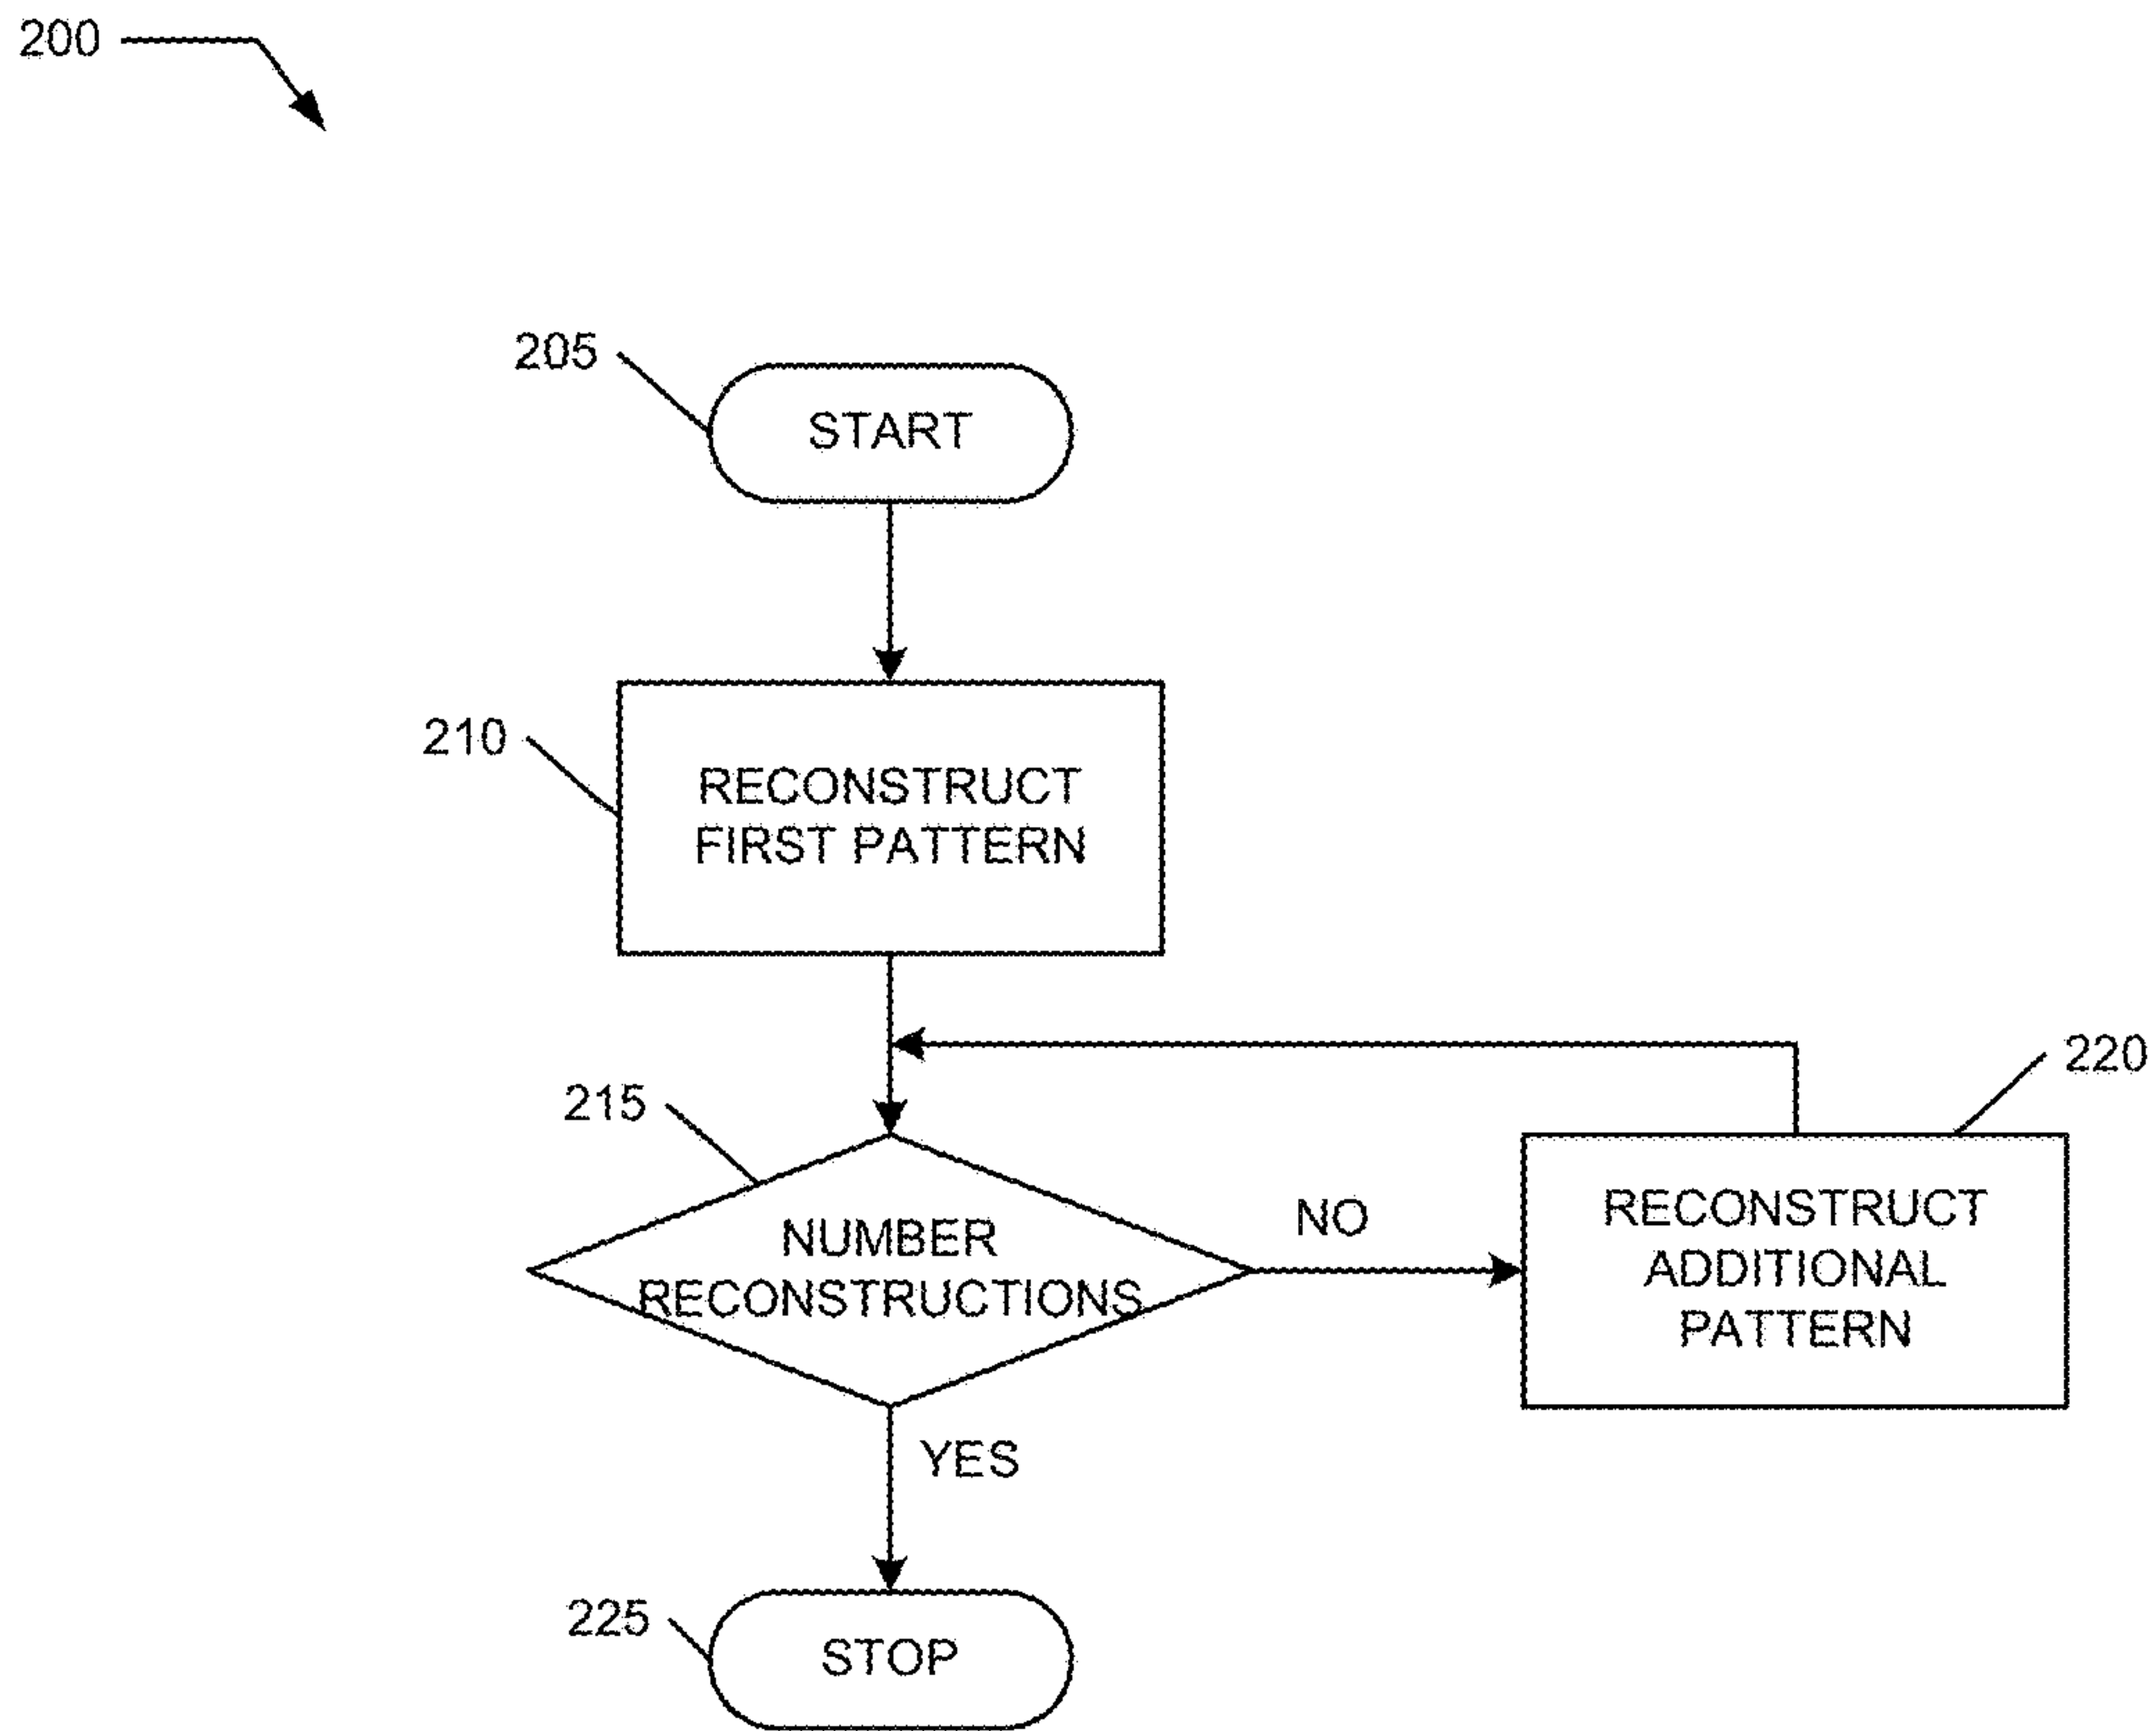 200
205
START
210
RECONSTRUCT
FIRST PATTERN
220
215
NUMBER
RECONSTRUCTIONS
NO
RECONSTRUCT
ADDITIONAL
PATTERN
YES
225
STOP